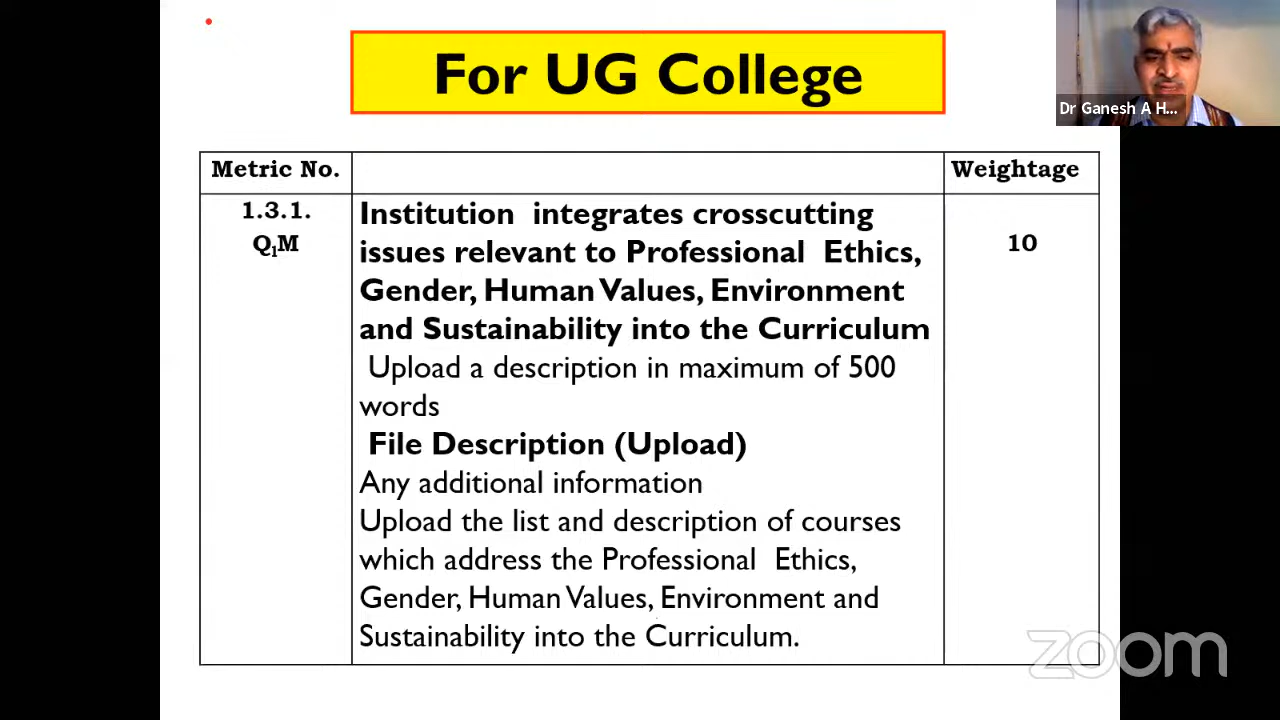 For UG College
Dr Ganesh A H...
Metric No.
Weightage
1.3.1.
QlM
Institution integrates crosscutting
issues relevant to Professional Ethics,
Gender, Human Values, Environment
and Sustainability into the Curriculum
Upload a description in maximum of 500
words
File Description (Upload)
Any additional information
Upload the list and description of courses
which address the Professional Ethics,
Gender, Human Values, Environment and
Sustainability into the Curriculum.
10
zoom